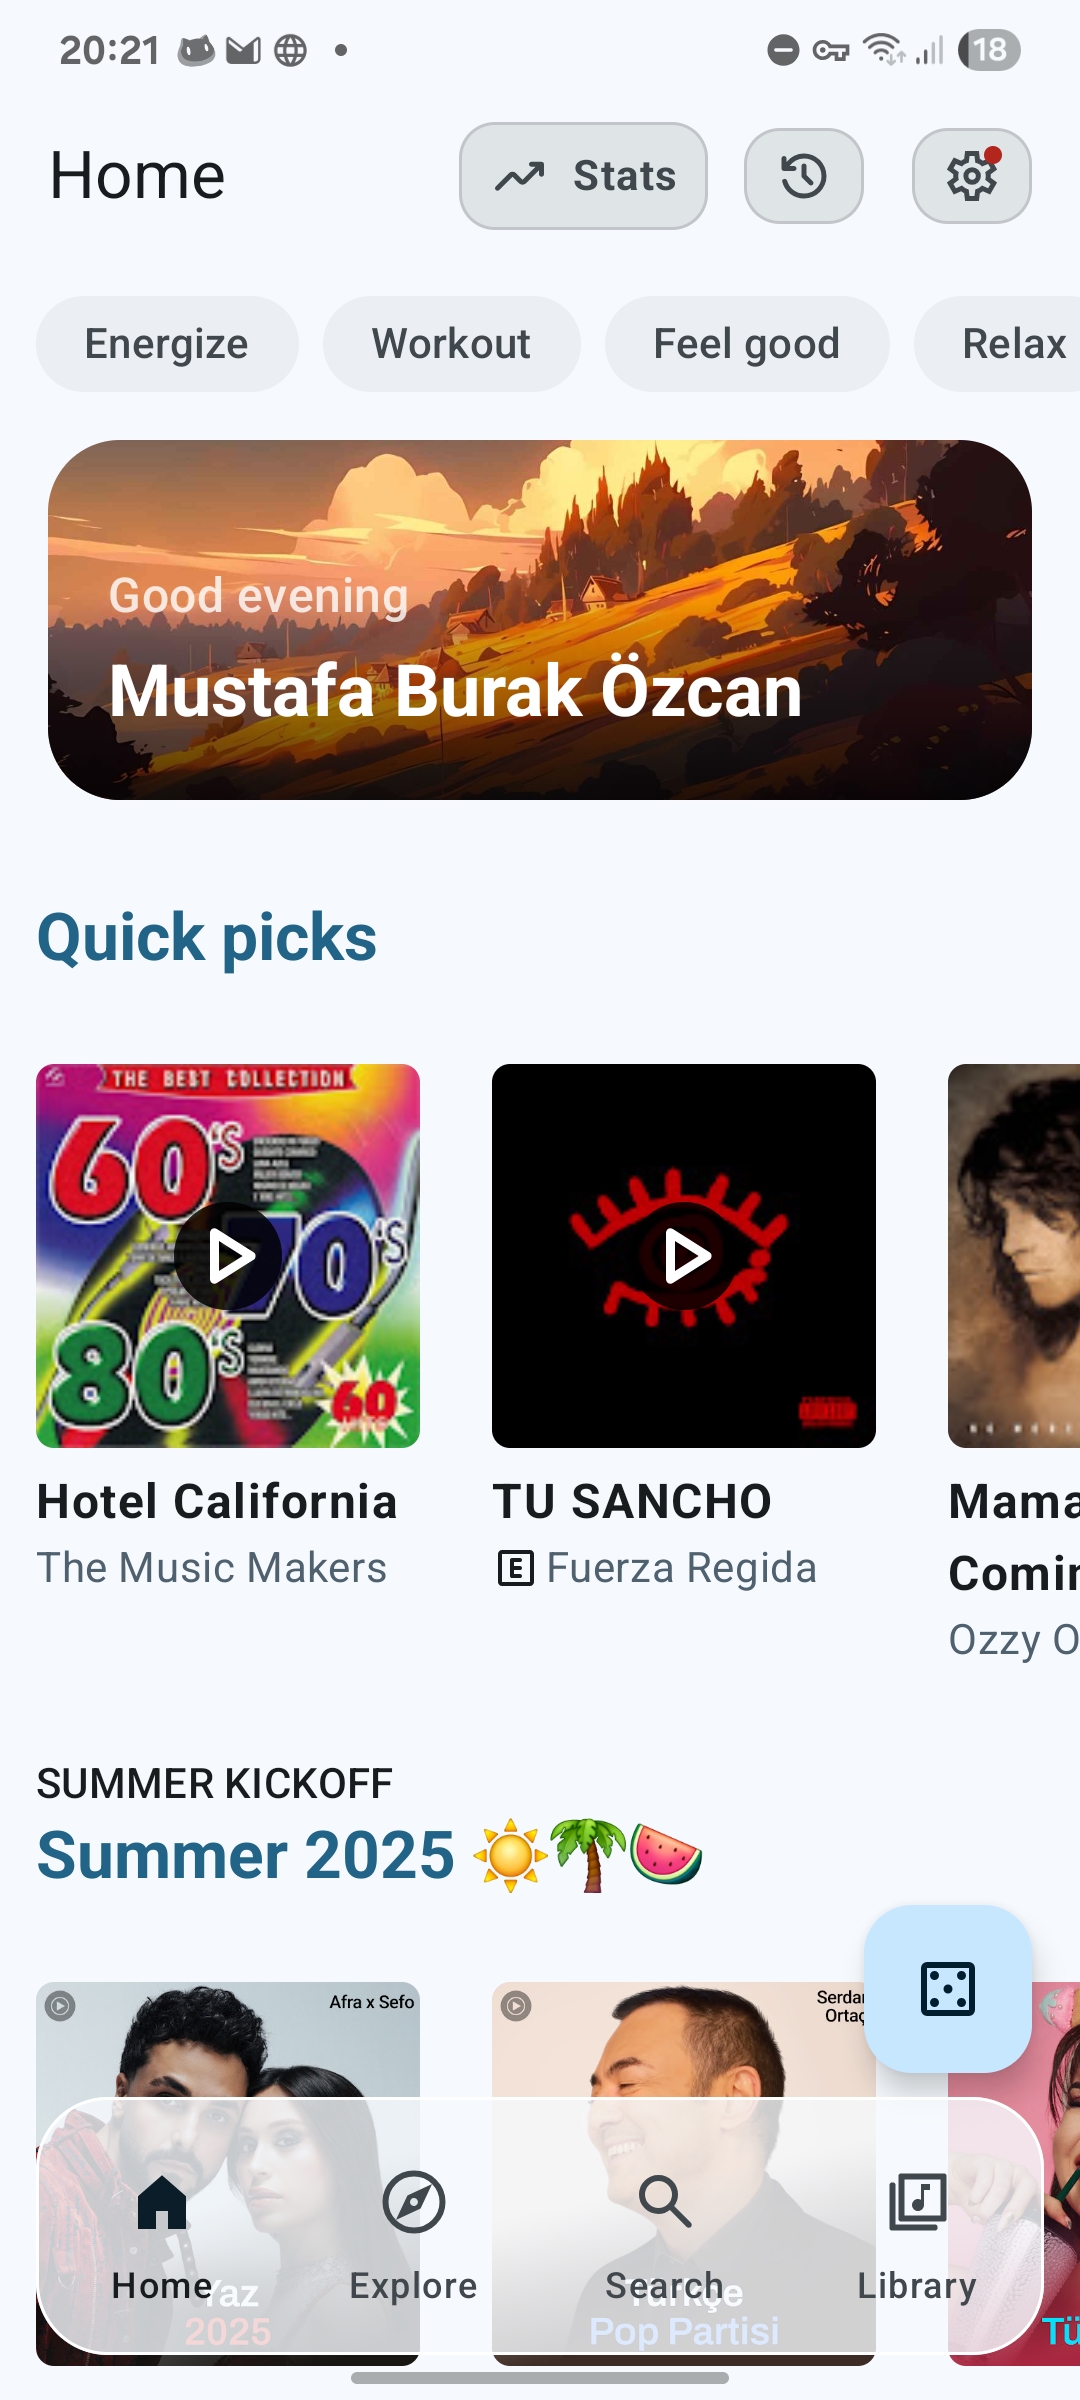 20:21
18
Home
Stats
Energize
Workout
Feel good
Relax
Good evening
Mustafa Burak Özcan
Quick picks
THE BEST COLLECTION
60's
70's
80's
60
Hotel California
The Music Makers
TU SANCHO
E Fuerza Regida
Mama
Comin
Ozzy O
SUMMER KICKOFF
Summer 2025 ☀️🌴🍉
Afra x Sefo
Serdar
Ortaç
Yaz
2025
Türkçe
Pop Partisi
Tü
Home
Explore
Search
Library